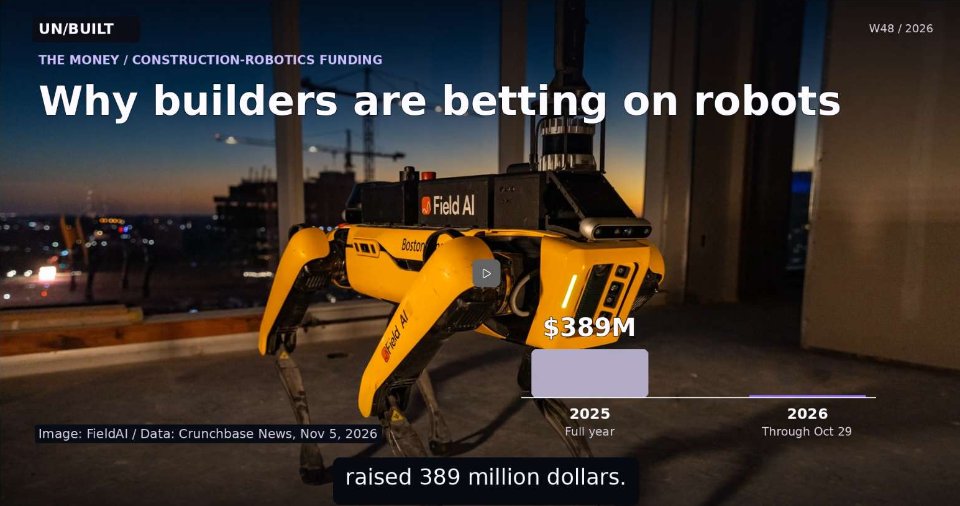 UN/BUILT
W48 / 2026
THE MONEY / CONSTRUCTION-ROBOTICS FUNDING
Why builders are betting on robots
Field AI
Boston
Field AI
$389M
2025
Full year
2026
Through Oct 29
Image: FieldAI / Data: Crunchbase News, Nov 5, 2026
raised 389 million dollars.